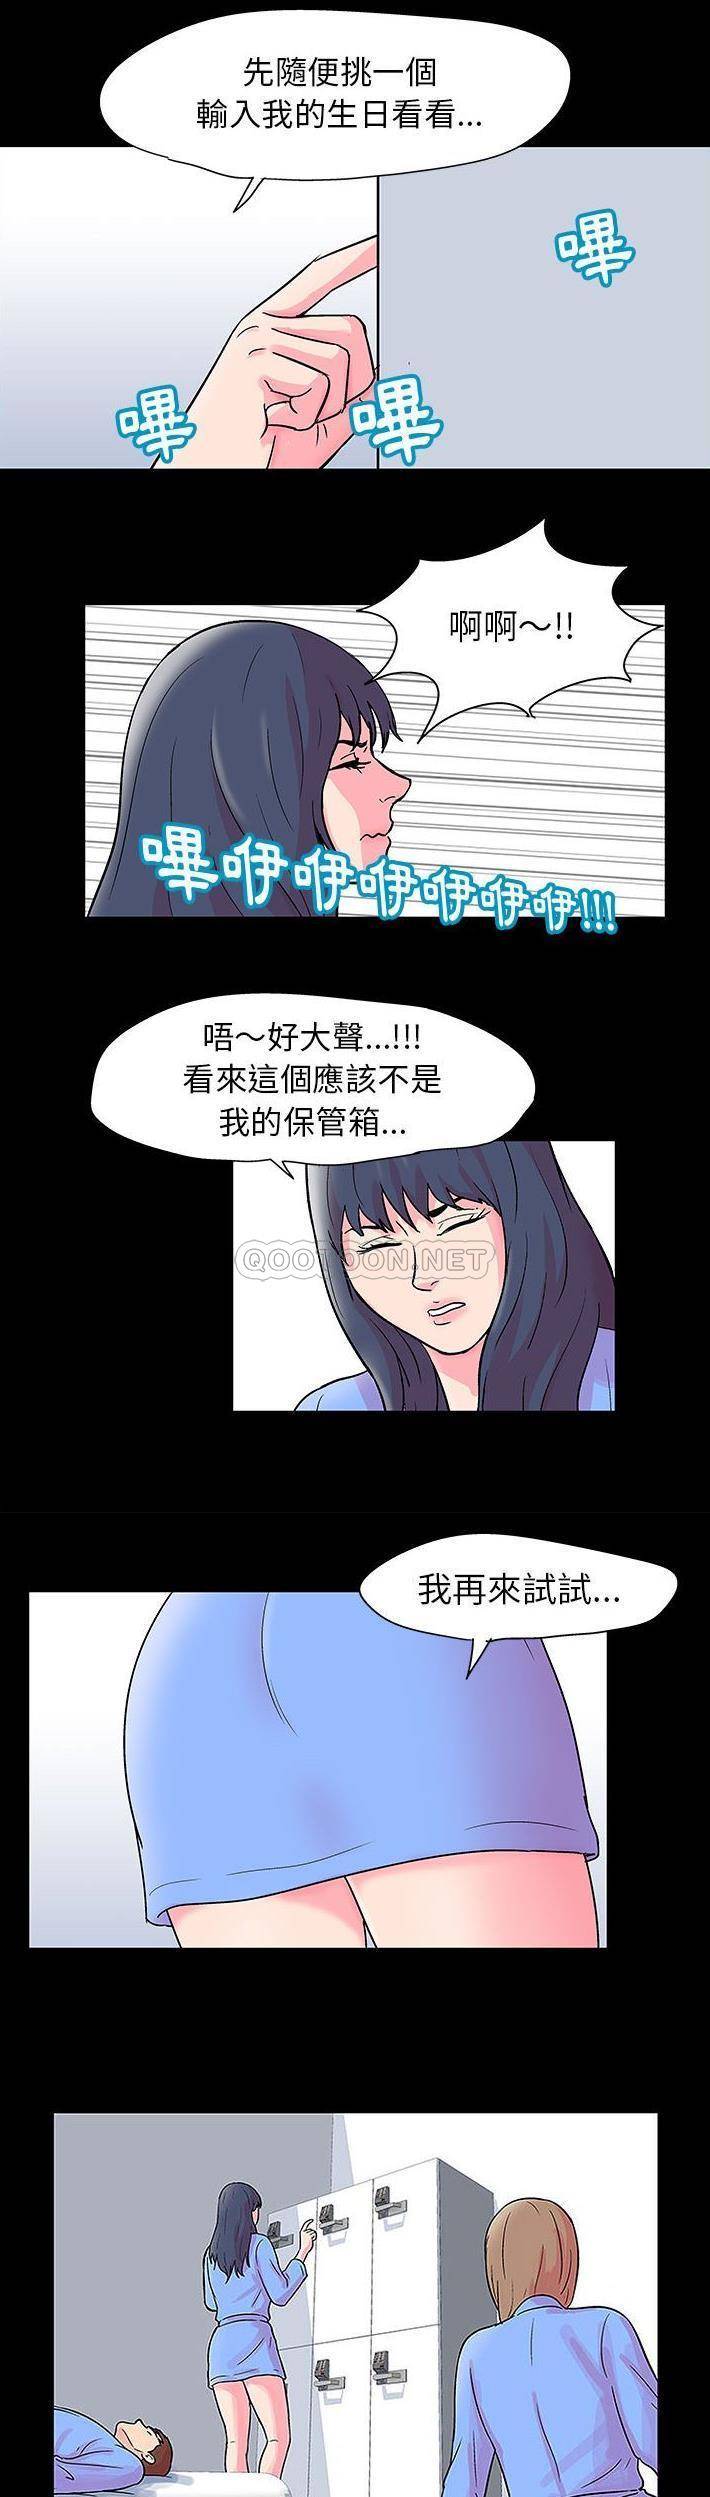 先隨便挑一個
輸入我的生日看看...
嗶
嗶
嗶
啊啊～!!
嗶咿咿咿咿咿咿!!!
唔～好大聲...!!!
看來這個應該不是
我的保管箱...
QOOTOON.NET
我再來試試...